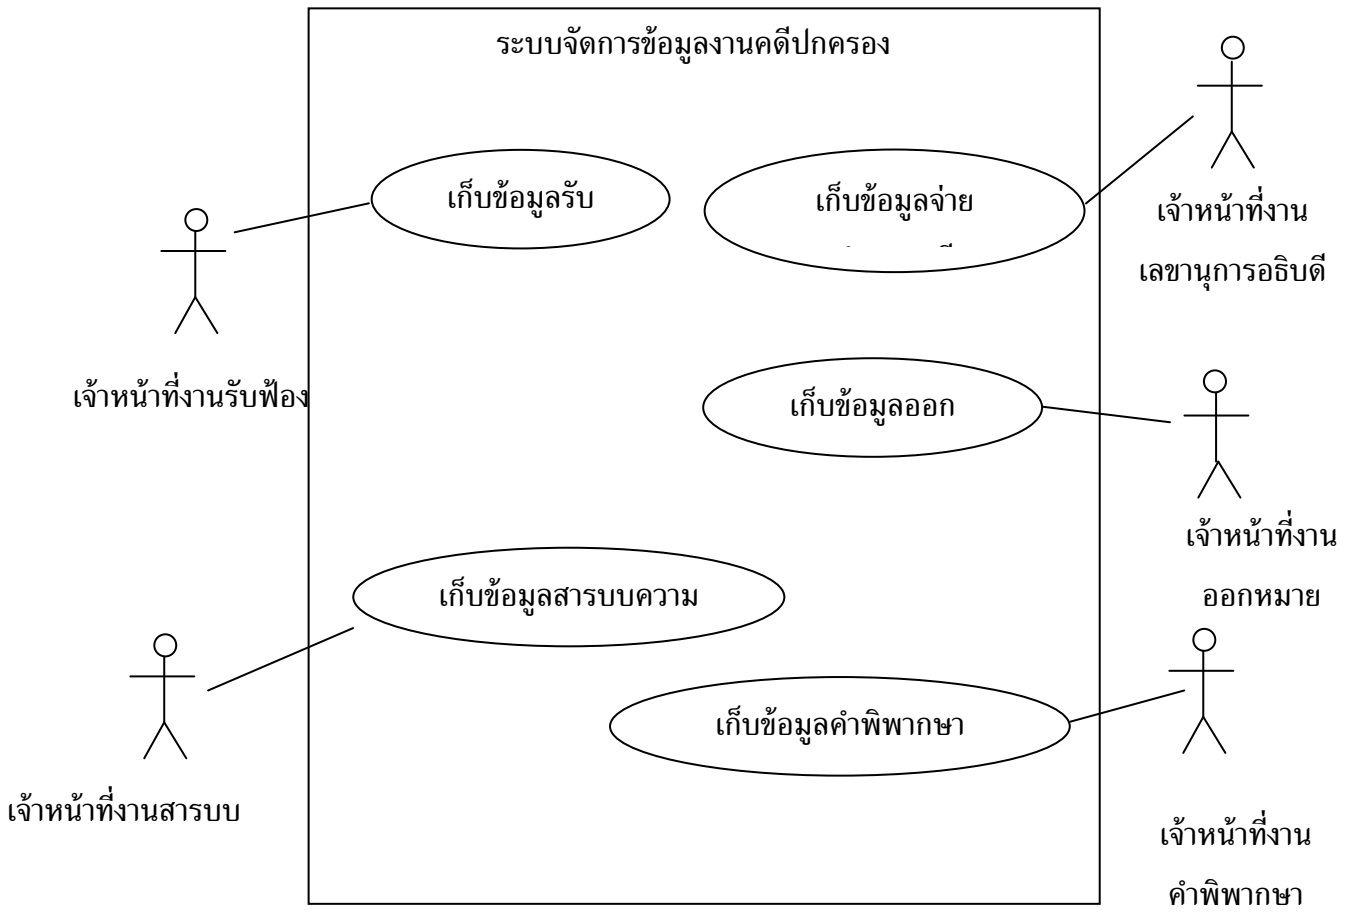 ระบบจัดการข้อมูลงานคดีปกครอง
เก็บข้อมูลรับ
เก็บข้อมูลจ่าย
เจ้าหน้าที่งาน
เลขานุการอธิบดี
เจ้าหน้าที่งานรับฟ้อง
เก็บข้อมูลออก
เจ้าหน้าที่งาน
ออกหมาย
เก็บข้อมูลสารบบความ
เก็บข้อมูลคำพิพากษา
เจ้าหน้าที่งานสารบบ
เจ้าหน้าที่งาน
คำพิพากษา